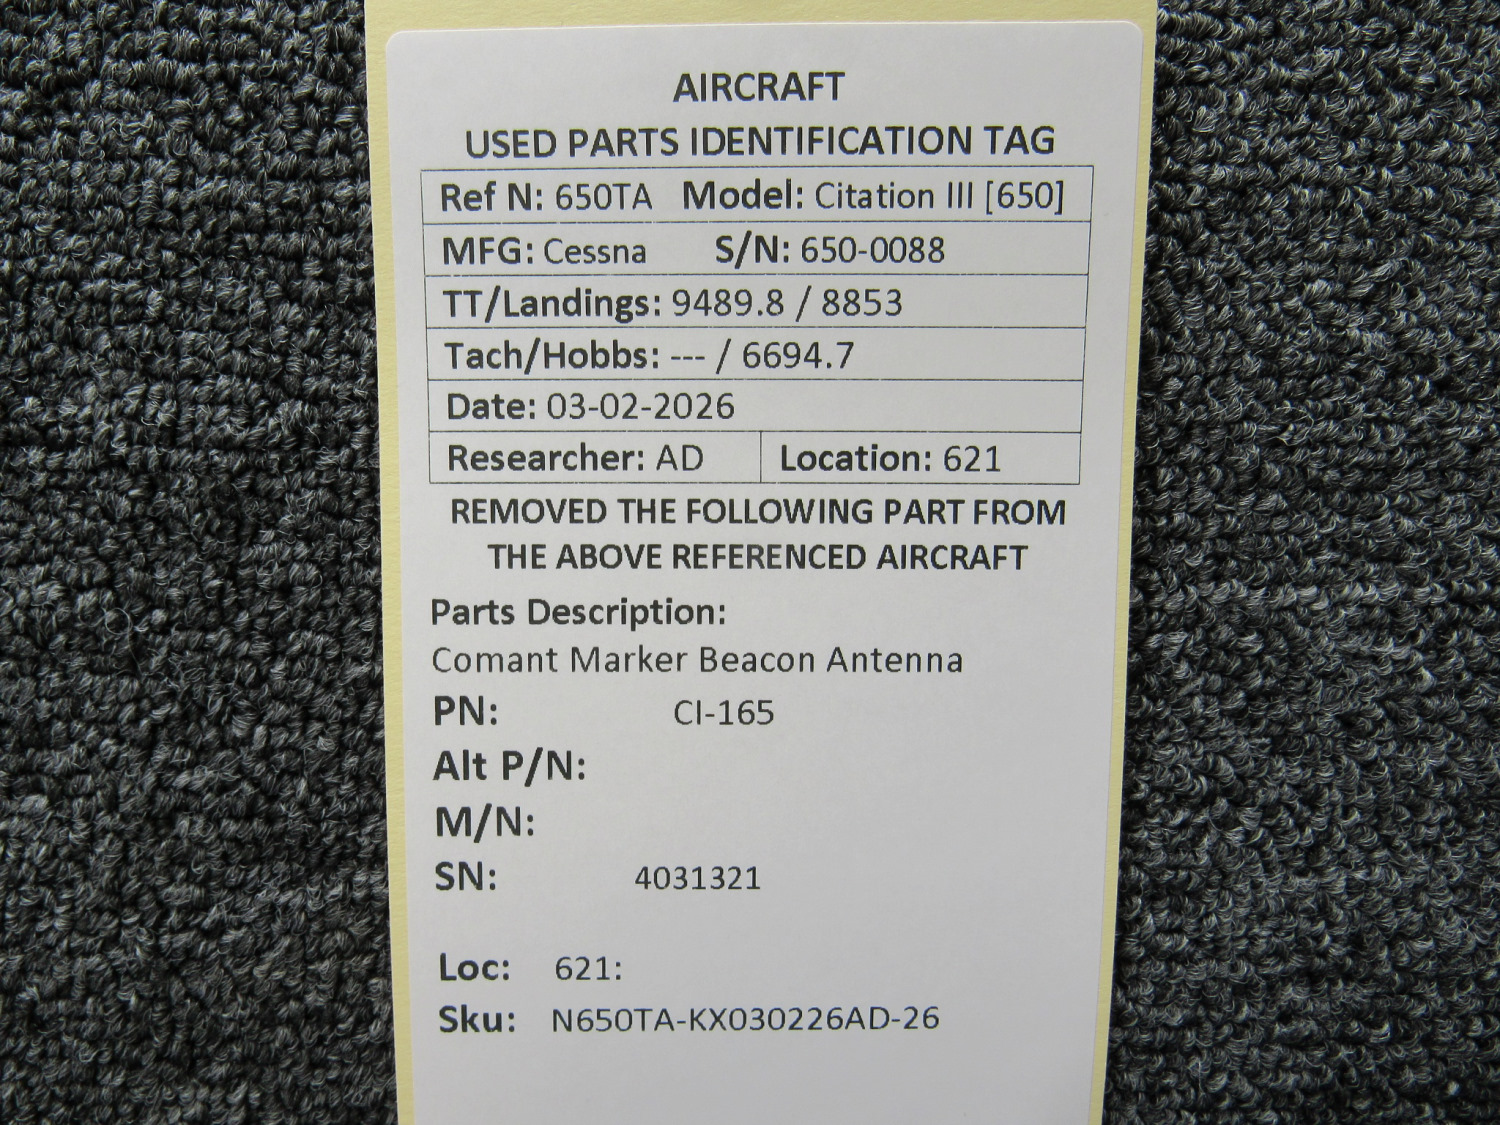 AIRCRAFT
USED PARTS IDENTIFICATION TAG
Ref N: 650TA Model: Citation III [650]
MFG: Cessna S/N: 650-0088
TT/Landings: 9489.8 / 8853
Tach/Hobbs: --- / 6694.7
Date: 03-02-2026
Researcher: AD Location: 621
REMOVED THE FOLLOWING PART FROM
THE ABOVE REFERENCED AIRCRAFT
Parts Description:
Comant Marker Beacon Antenna
PN: CI-165
Alt P/N:
M/N:
SN: 4031321
Loc: 621:
Sku: N650TA-KX030226AD-26